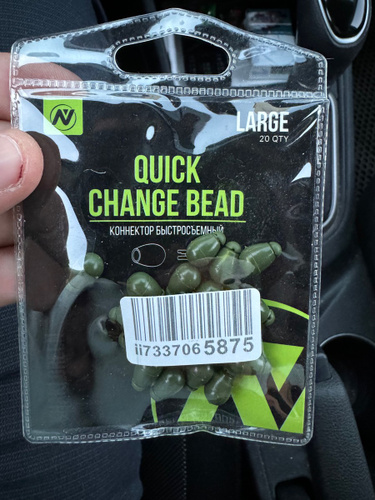 LARGE
20 QTY
QUICK
CHANGE BEAD
КОННЕКТОР БЫСТРОСЪЕМНЫЙ
ii7337065875